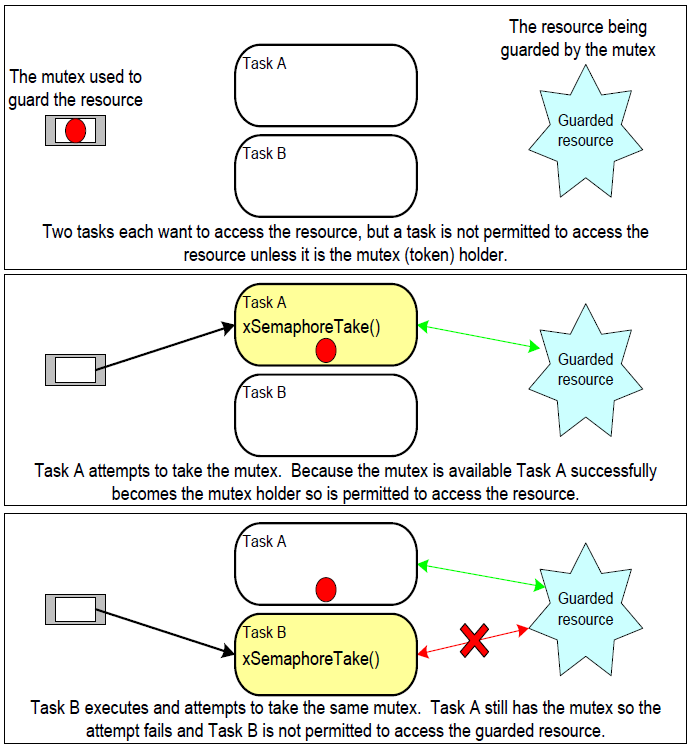 The resource being
guarded by the mutex
The mutex used to
guard the resource
Task A
Guarded
resource
Task B
Two tasks each want to access the resource, but a task is not permitted to access the
resource unless it is the mutex (token) holder.
Task A
xSemaphoreTake()
Guarded
resource
Task B
Task A attempts to take the mutex.  Because the mutex is available Task A successfully
becomes the mutex holder so is permitted to access the resource.
Task A
Guarded
resource
Task B
xSemaphoreTake()
Task B executes and attempts to take the same mutex.  Task A still has the mutex so the
attempt fails and Task B is not permitted to access the guarded resource.